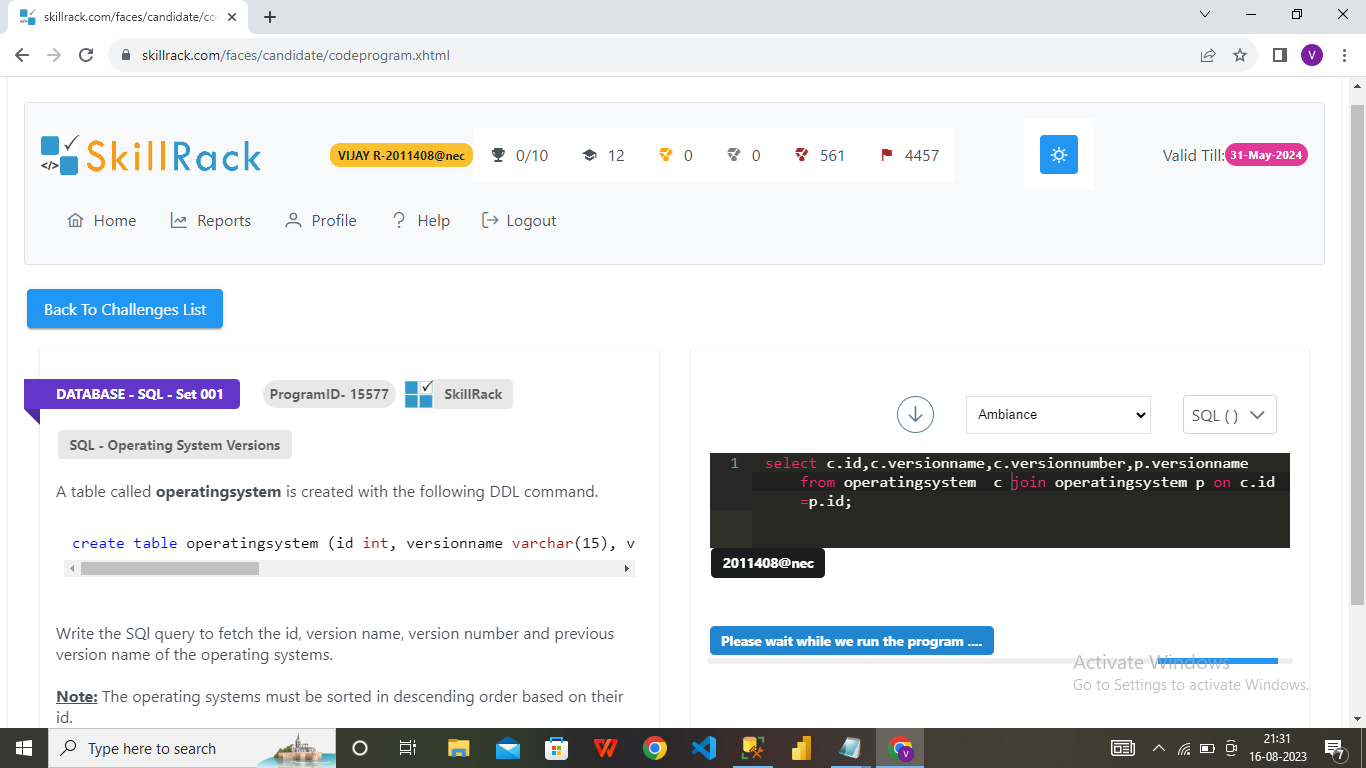 skillrack.com/faces/candidate/co
skillrack.com/faces/candidate/codeprogram.xhtml
V
SkillRack
VIJAY R-2011408@nec
0/10
12
0
0
561
4457
Valid Till:31-May-2024
Home
Reports
Profile
Help
Logout
Back To Challenges List
DATABASE - SQL - Set 001
ProgramID- 15577
SkillRack
SQL - Operating System Versions
A table called operatingsystem is created with the following DDL command.
create table operatingsystem (id int, versionname varchar(15), v
Write the SQl query to fetch the id, version name, version number and previous
version name of the operating systems.
Note: The operating systems must be sorted in descending order based on their
id.
Ambiance
SQL ( )
1
select c.id,c.versionname,c.versionnumber,p.versionname
from operatingsystem  c join operatingsystem p on c.id
=p.id;
2011408@nec
Please wait while we run the program ....
Activate Windows
Go to Settings to activate Windows.
Type here to search
V
21:31
16-08-2023
7